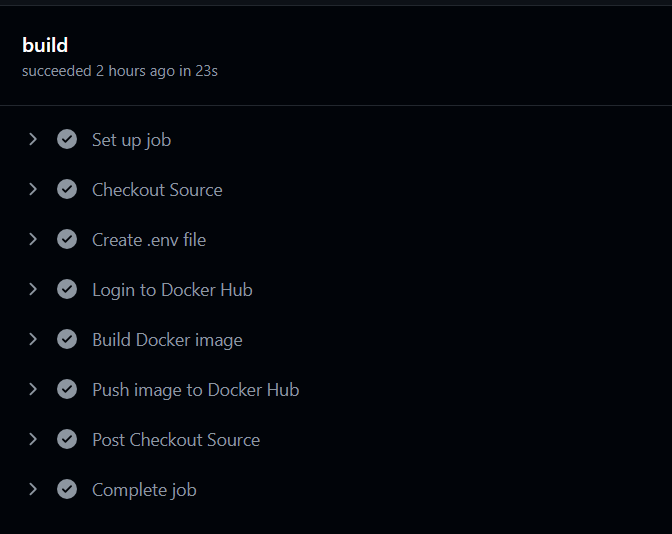 build
succeeded 2 hours ago in 23s
Set up job
Checkout Source
Create .env file
Login to Docker Hub
Build Docker image
Push image to Docker Hub
Post Checkout Source
Complete job